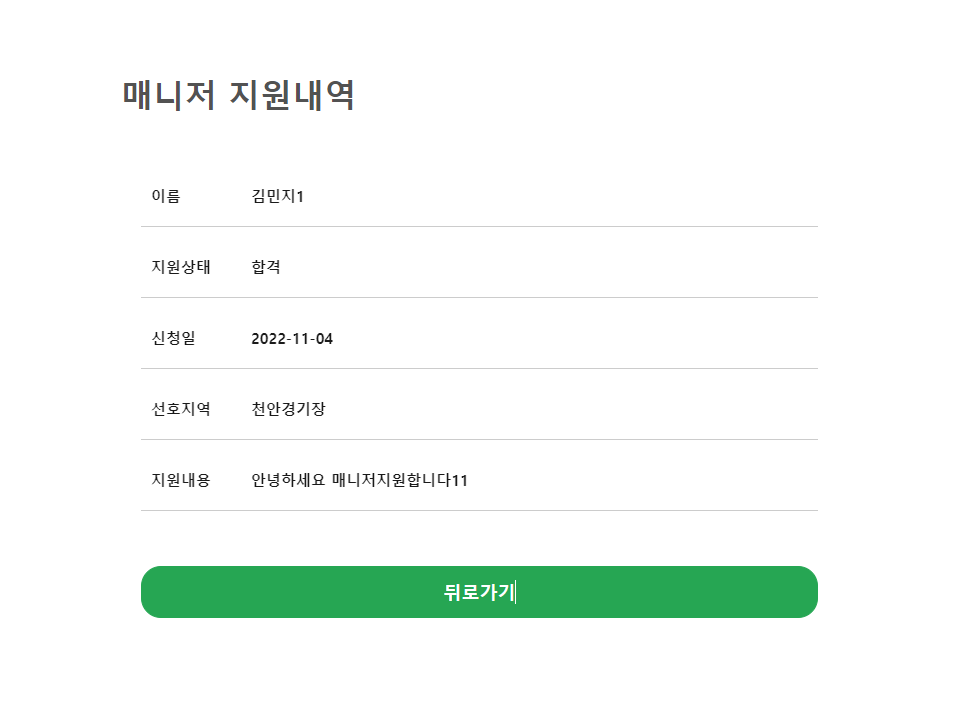 매니저 지원내역
이름 김민지1
지원상태 합격
신청일 2022-11-04
선호지역 천안경기장
지원내용 안녕하세요 매니저지원합니다11
뒤로가기